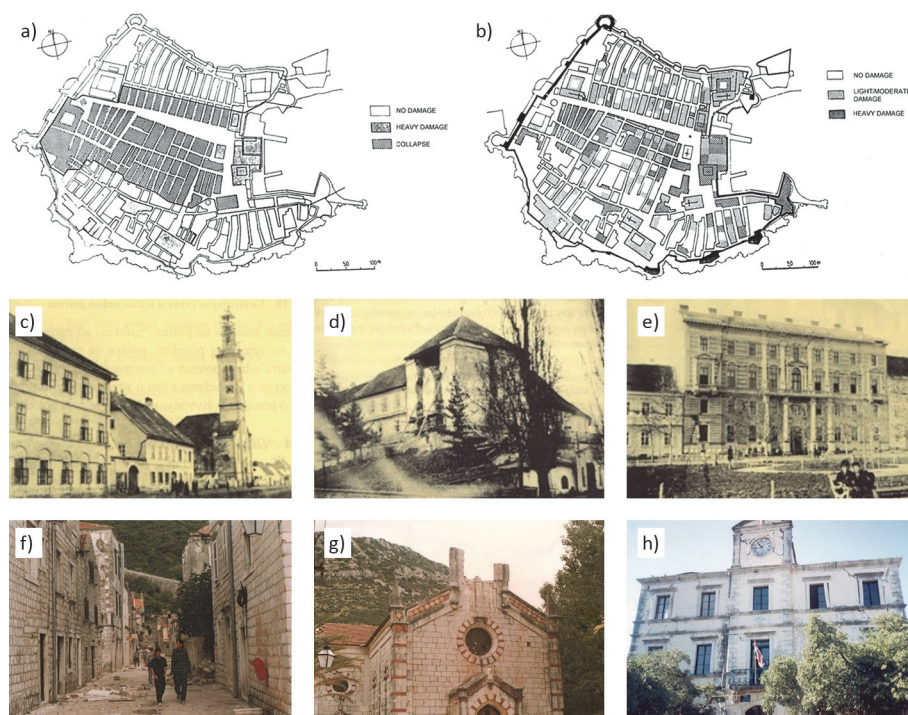 a)
N
NO DAMAGE
HEAVY DAMAGE
COLLAPSE
0 50 100m
b)
N
NO DAMAGE
LIGHT/MODERATE
DAMAGE
HEAVY DAMAGE
0 50 100m
c)
d)
e)
f)
g)
h)